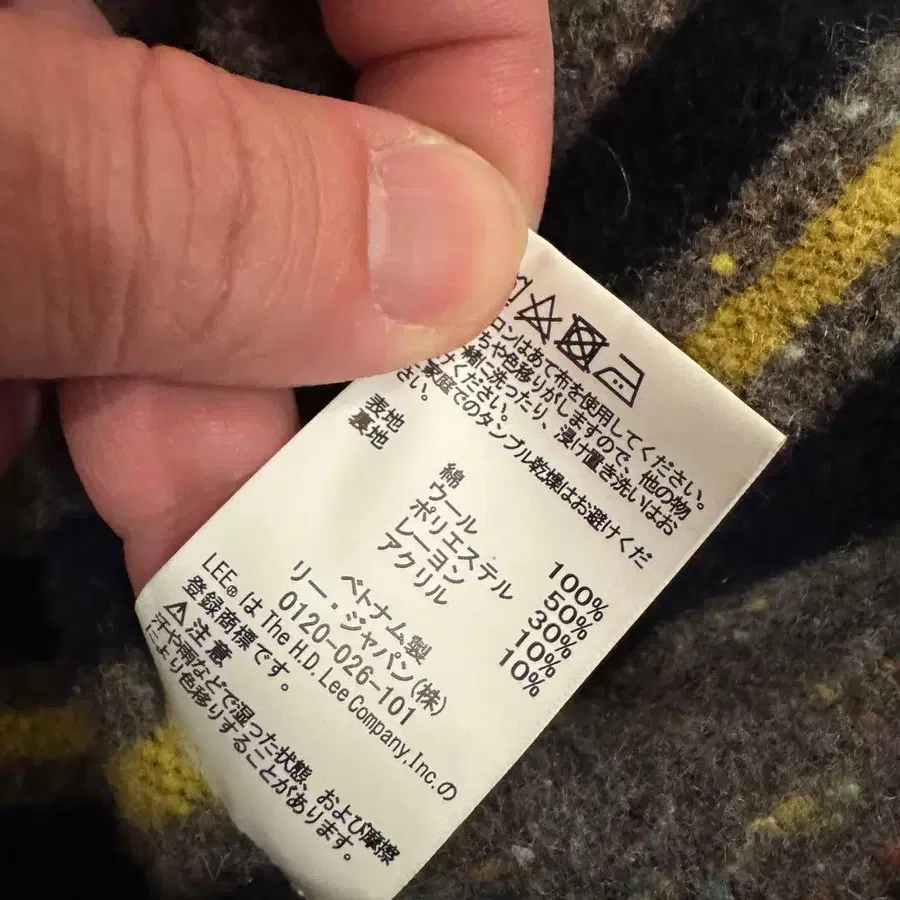 ロンはあて布を使用してください。
ちや色移りがしますので、他の物
緒に洗ったり、浸け置き洗いはお
ください。
家庭でのタンブル乾燥はお避けくだ
さい。
表地 綿 100%
裏地 ウール 50%
ポリエステル 30%
レーヨン 10%
アクリル 10%
ベトナム製
リー・ジャパン(株)
0120-026-101
LEE® は The H.D. Lee Company,Inc.の
登録商標です。
⚠注意
汗や雨などで湿った状態、および摩擦
により色移りすることがあります。